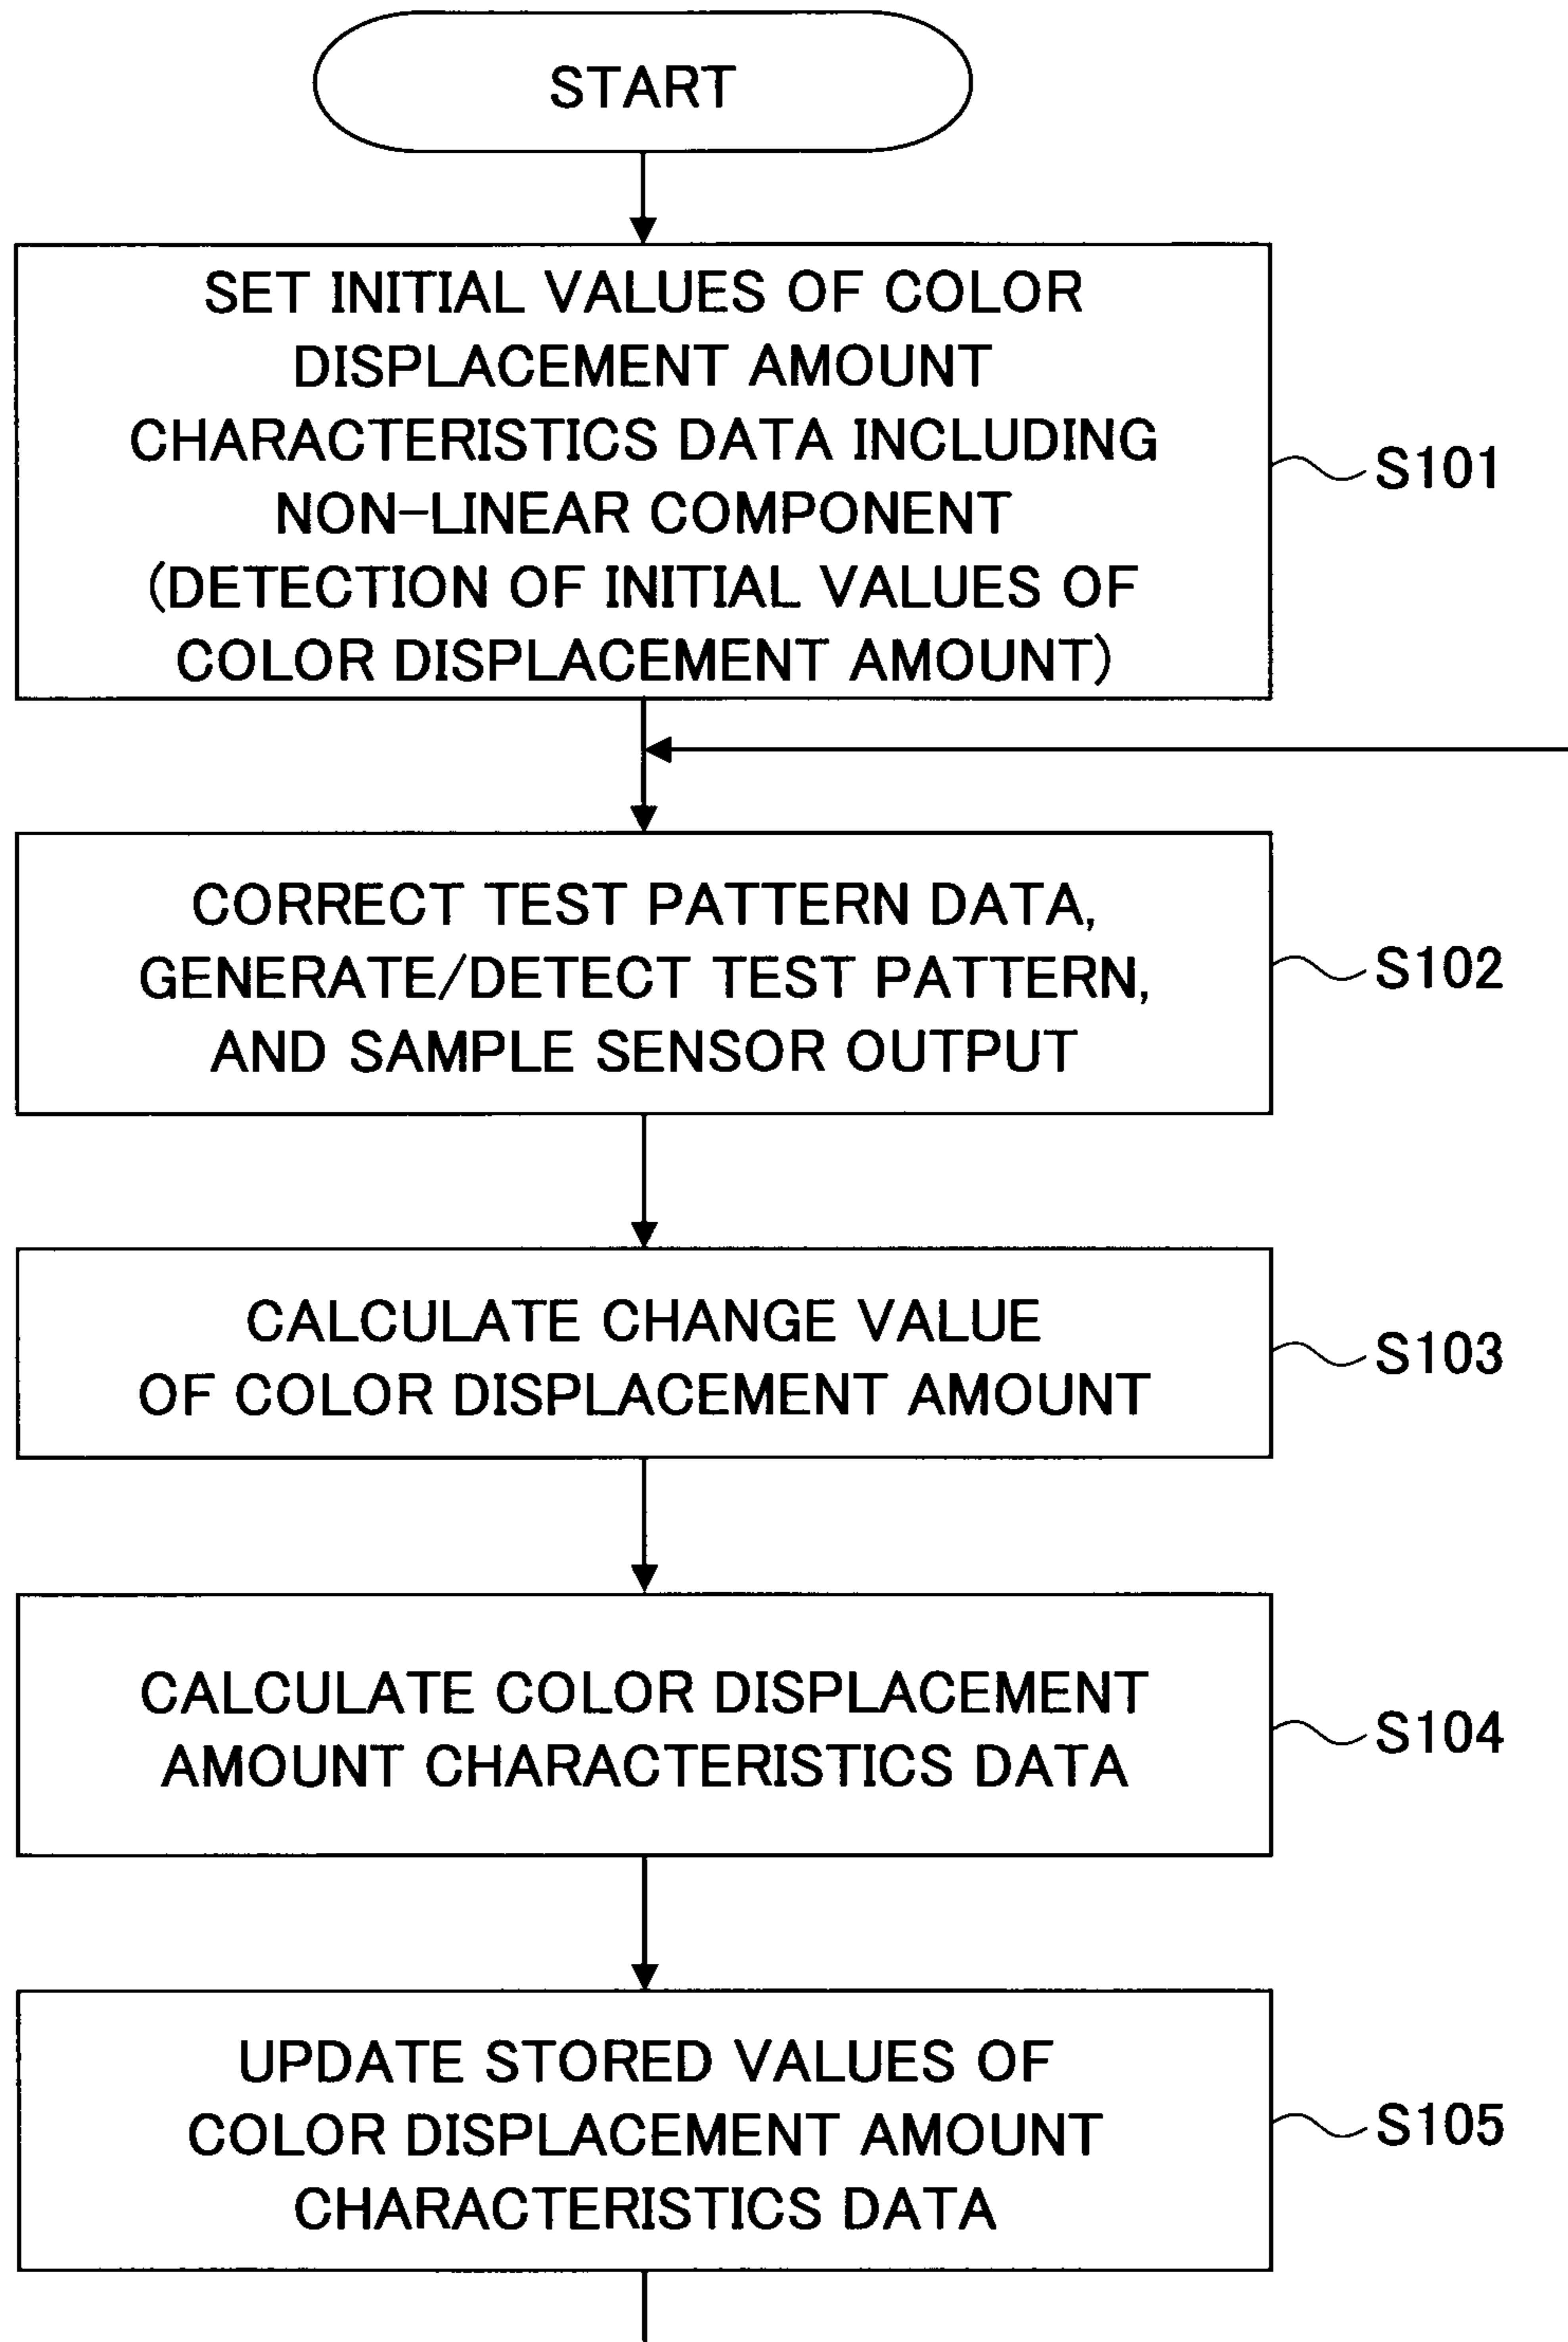 START
SET INITIAL VALUES OF COLOR
DISPLACEMENT AMOUNT
CHARACTERISTICS DATA INCLUDING
NON-LINEAR COMPONENT
(DETECTION OF INITIAL VALUES OF
COLOR DISPLACEMENT AMOUNT)
S101
CORRECT TEST PATTERN DATA,
GENERATE/DETECT TEST PATTERN,
AND SAMPLE SENSOR OUTPUT
S102
CALCULATE CHANGE VALUE
OF COLOR DISPLACEMENT AMOUNT
S103
CALCULATE COLOR DISPLACEMENT
AMOUNT CHARACTERISTICS DATA
S104
UPDATE STORED VALUES OF
COLOR DISPLACEMENT AMOUNT
CHARACTERISTICS DATA
S105